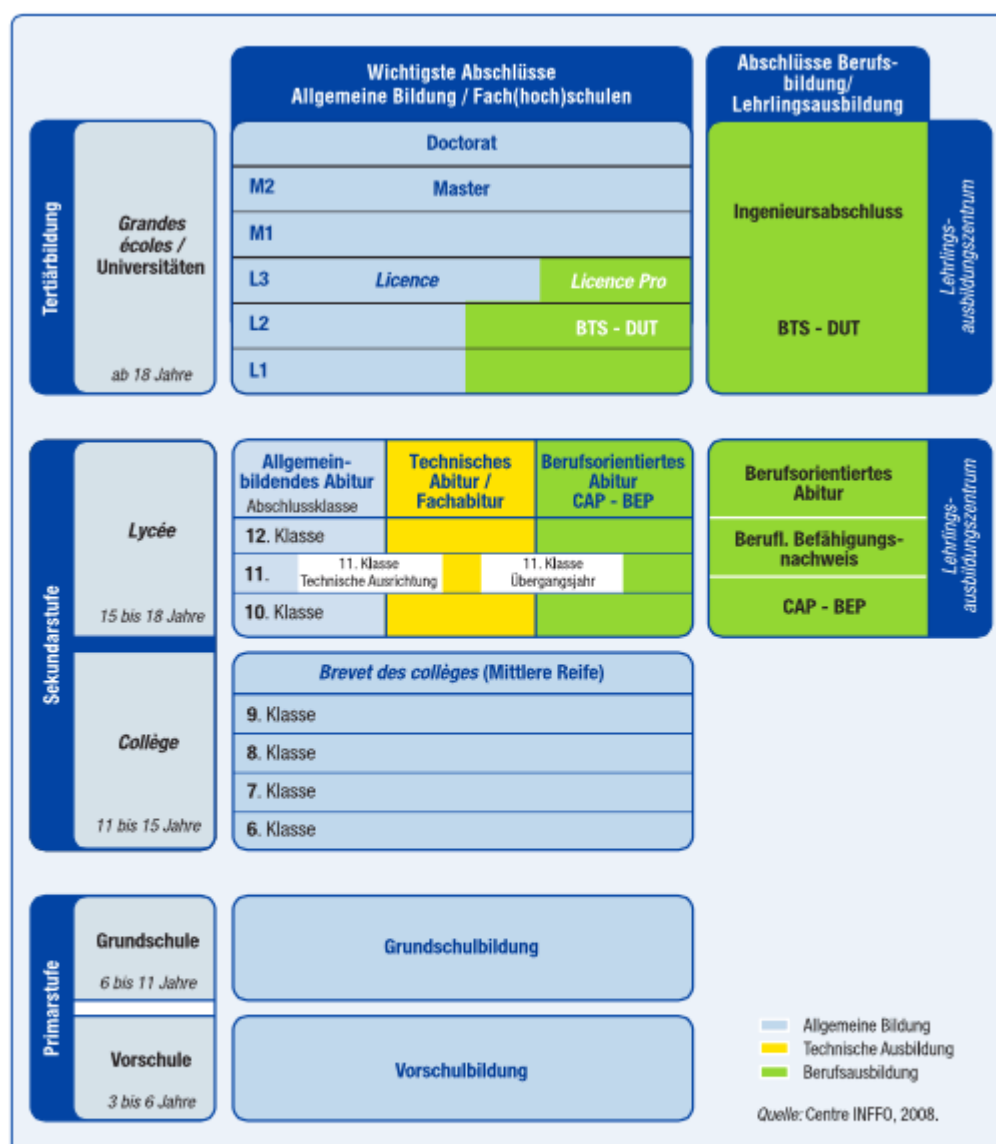 Wichtigste Abschlüsse
Allgemeine Bildung / Fach(hoch)schulen
Abschlüsse Berufs-
bildung/
Lehrlingsausbildung
Tertiärbildung
Grandes
écoles /
Universitäten
ab 18 Jahre
Doctorat
M2 Master
M1
L3 Licence Licence Pro
L2 BTS - DUT
L1
Ingenieursabschluss
BTS - DUT
Lehrlings-
ausbildungszentrum
Sekundarstufe
Lycée
15 bis 18 Jahre
Allgemein-
bildendes Abitur
Abschlussklasse
Technisches
Abitur /
Fachabitur
Berufsorientiertes
Abitur
CAP - BEP
12. Klasse
11.
11. Klasse
Technische Ausrichtung
11. Klasse
Übergangsjahr
10. Klasse
Berufsorientiertes
Abitur
Berufl. Befähigungs-
nachweis
CAP - BEP
Lehrlings-
ausbildungszentrum
Collège
11 bis 15 Jahre
Brevet des collèges (Mittlere Reife)
9. Klasse
8. Klasse
7. Klasse
6. Klasse
Primarstufe
Grundschule
6 bis 11 Jahre
Grundschulbildung
Vorschule
3 bis 6 Jahre
Vorschulbildung
Allgemeine Bildung
Technische Ausbildung
Berufsausbildung
Quelle: Centre INFFO, 2008.